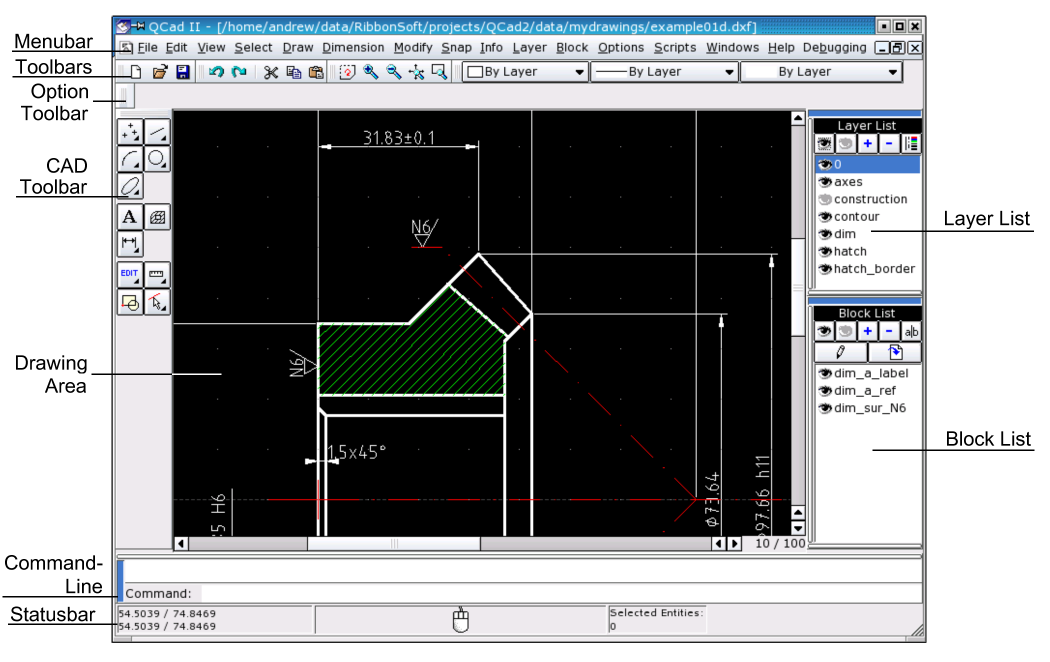 QCad II - [/home/andrew/data/RibbonSoft/projects/QCad2/data/mydrawings/example01d.dxf]
Menubar
File Edit View Select Draw Dimension Modify Snap Info Layer Block Options Scripts Windows Help Debugging
Toolbars
By Layer By Layer By Layer
Option
Toolbar
CAD
Toolbar
A
EDIT
31.83±0.1
N6
N6
1.5x45°
5 H6
ϕ73.64
97.66 h11
Layer List
0
axes
construction
contour
dim
hatch
hatch_border
Layer List
Block List
ab
dim_a_label
dim_a_ref
dim_sur_N6
Block List
Drawing
Area
10 / 100
Command-
Line
Command:
Statusbar
54.5039 / 74.8469
54.5039 / 74.8469
Selected Entities:
0